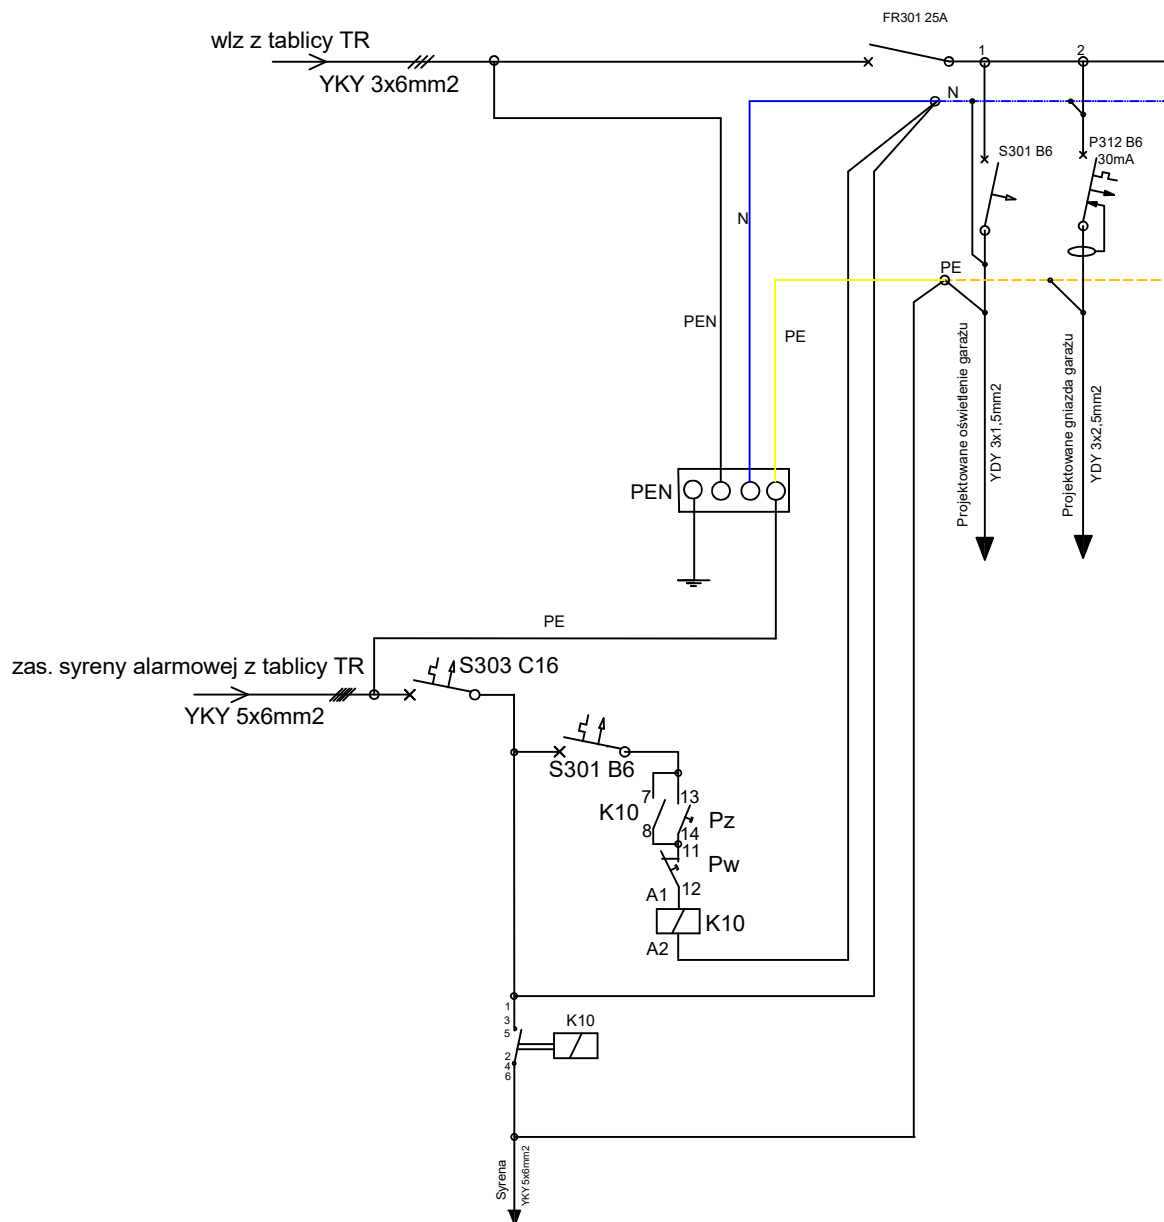 FR301 25A
wlz z tablicy TR
YKY 3x6mm2
1
2
N
S301 B6
P312 B6
30mA
N
PE
PEN
PE
Projektowane oświetlenie garażu
YDY 3x1,5mm2
Projektowane gniazda garażu
YDY 3x2,5mm2
PEN
PE
zas. syreny alarmowej z tablicy TR
S303 C16
YKY 5x6mm2
S301 B6
7
13
K10
Pz
8
14
11
Pw
A1
12
K10
A2
1
3
5
K10
2
4
6
Syrena
YKY 5x6mm2